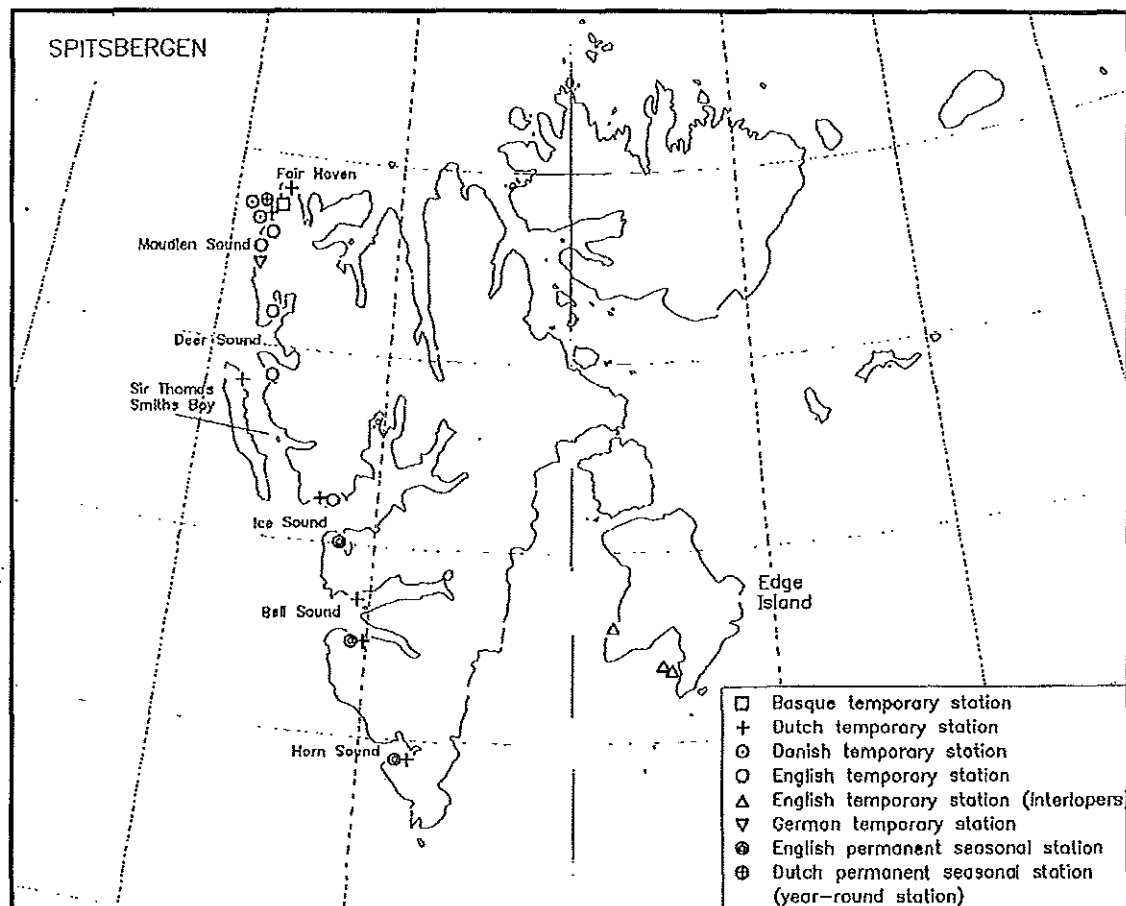 SPITSBERGEN
Fair Haven
Maudlen Sound
Deer Sound
Sir Thomas
Smiths Bay
Ice Sound
Bell Sound
Horn Sound
Edge
Island
Basque temporary station
Dutch temporary station
Danish temporary station
English temporary station
English temporary station (interlopers)
German temporary station
English permanent seasonal station
Dutch permanent seasonal station
(year-round station)